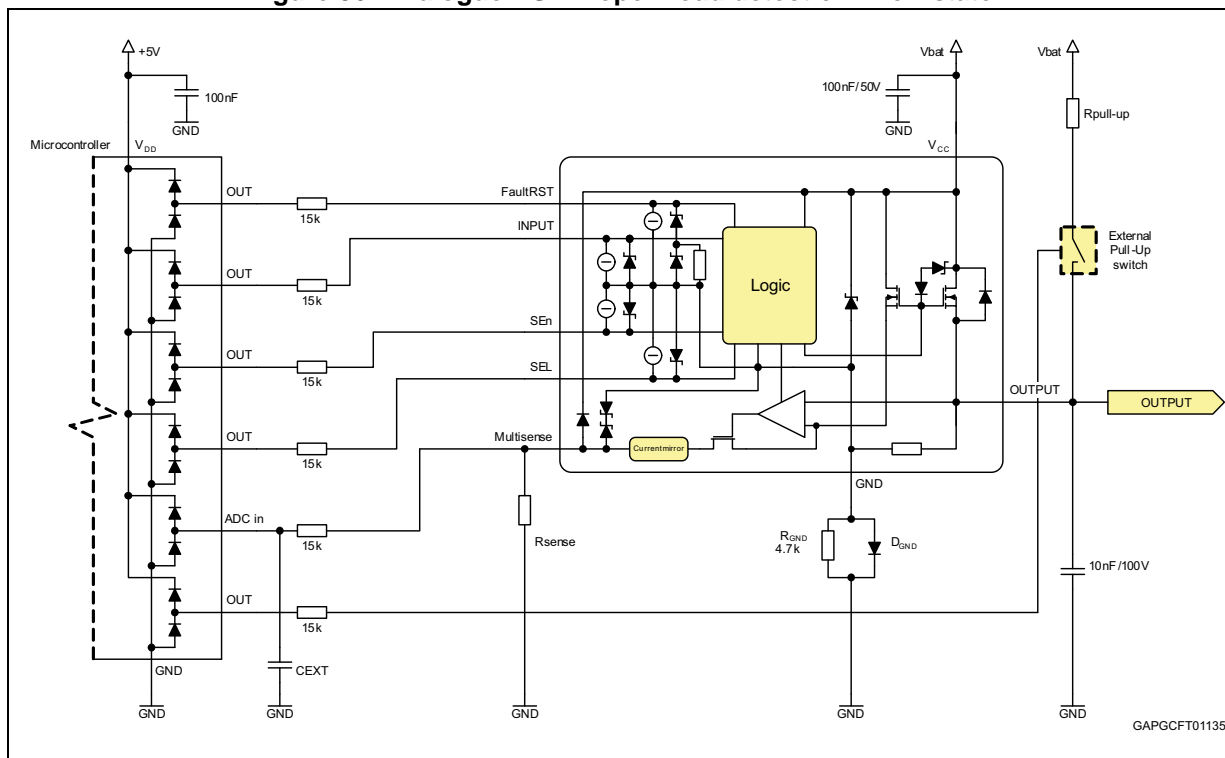 +5V
Vbat
Vbat
100nF
100nF/50V
GND
GND
Rpull-up
Microcontroller
VDD
VCC
OUT
15k
FaultRST
INPUT
OUT
15k
Logic
External
Pull-Up
switch
SEn
OUT
15k
SEL
OUTPUT
OUTPUT
OUT
15k
Multisense
Currentmirror
GND
ADC in
15k
Rsense
RGND
4.7k
DGND
10nF/100V
OUT
15k
GND
CEXT
GND
GND
GND
GND
GND
GAPGCFT01135